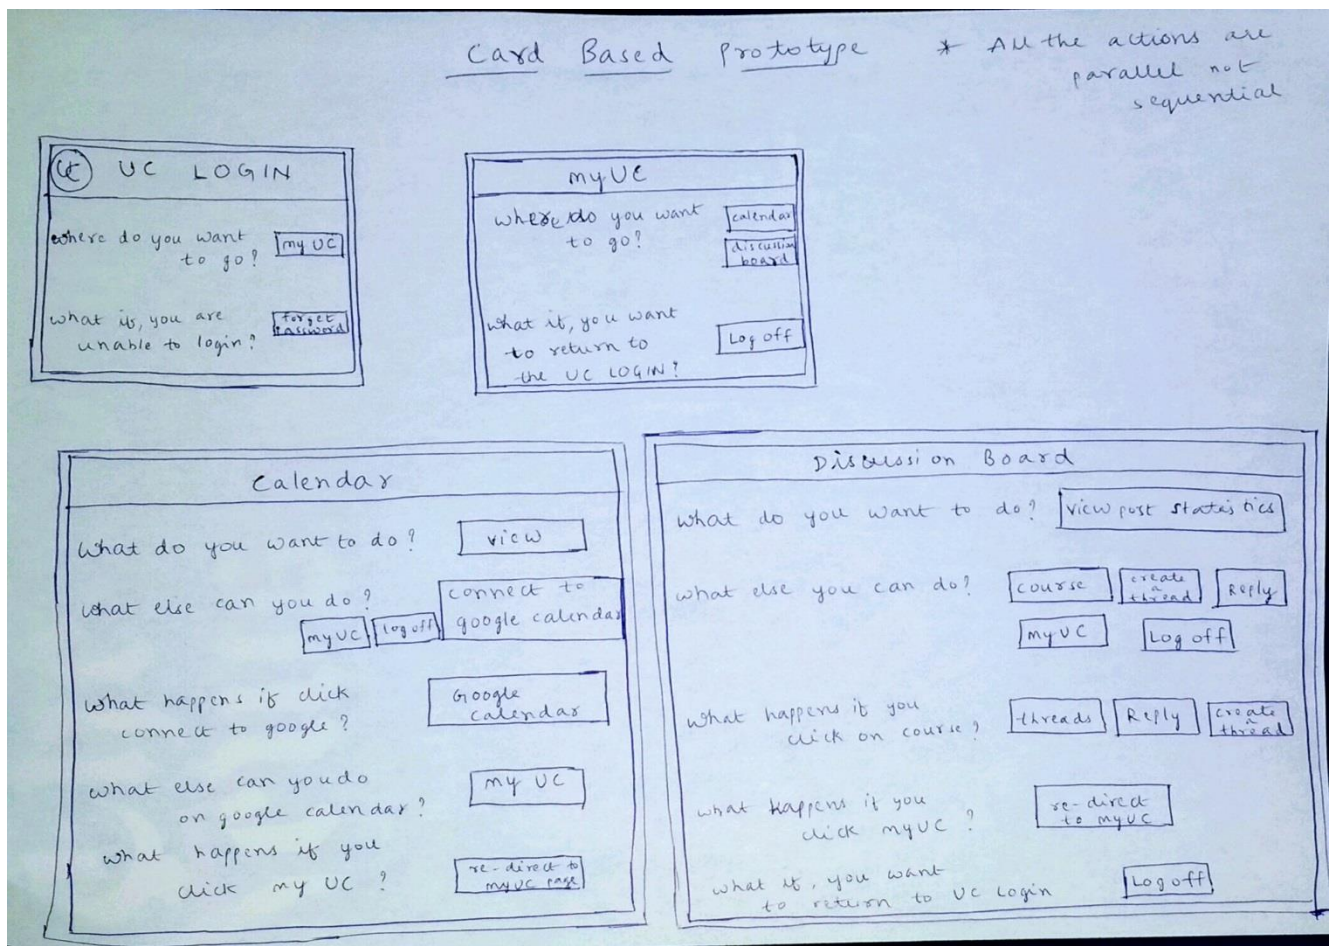 Card Based Prototype
* All the actions are
parallel not
sequential
UC UC LOGIN
where do you want
to go?
my UC
what if, you are
unable to login?
forget
password
myUC
where do you want
to go?
calendar
discussion
board
what if, you want
to return to
the UC LOGIN?
Log off
Calendar
what do you want to do?
view
what else can you do?
myUC
log off
connect to
google calendar
what happens if click
connect to google?
Google
calendar
what else can you do
on google calendar?
my UC
what happens if you
click my UC ?
re-direct to
myUC page
Discussion Board
what do you want to do?
view post statistics
what else you can do?
course
create
a
thread
Reply
myUC
Log off
what happens if you
click on course?
threads
Reply
create
a
thread
what happens if you
click myUC ?
re-direct
to myUC
what if, you want
to return to UC Login
Log off